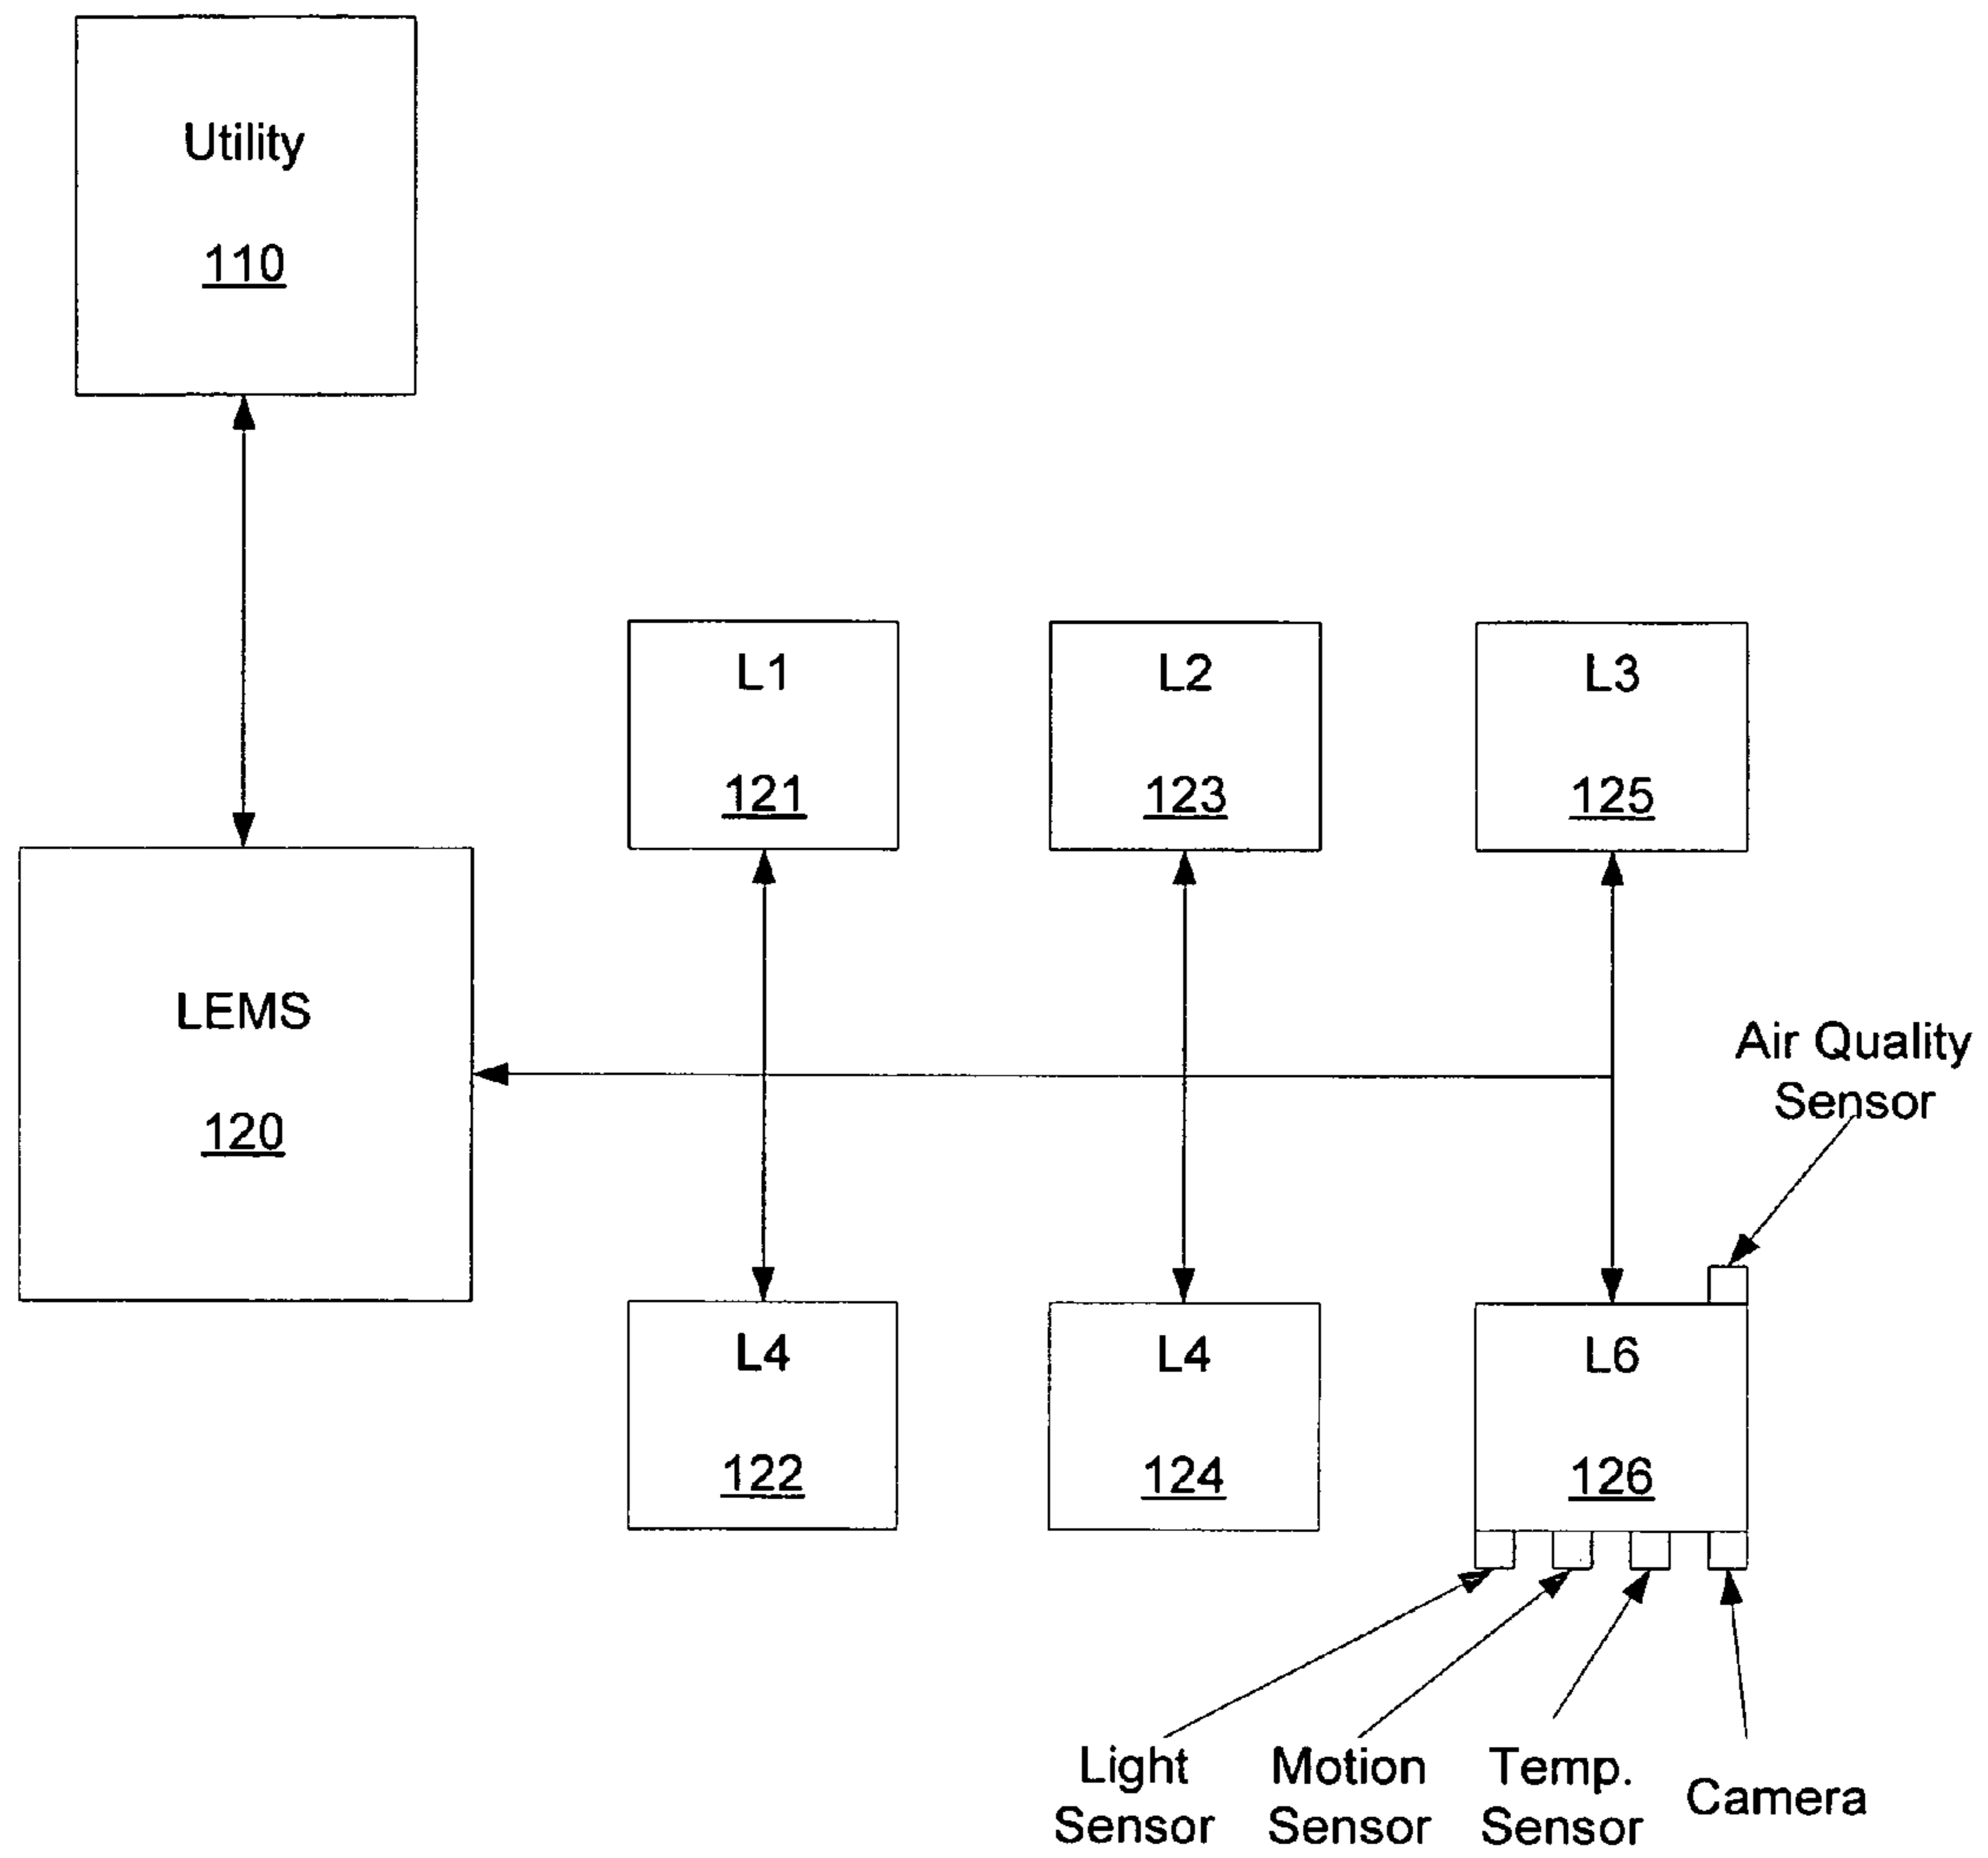 Utility
110
L1
121
L2
123
L3
125
LEMS
120
Air Quality
Sensor
L4
122
L4
124
L6
126
Light
Sensor
Motion
Sensor
Temp.
Sensor
Camera